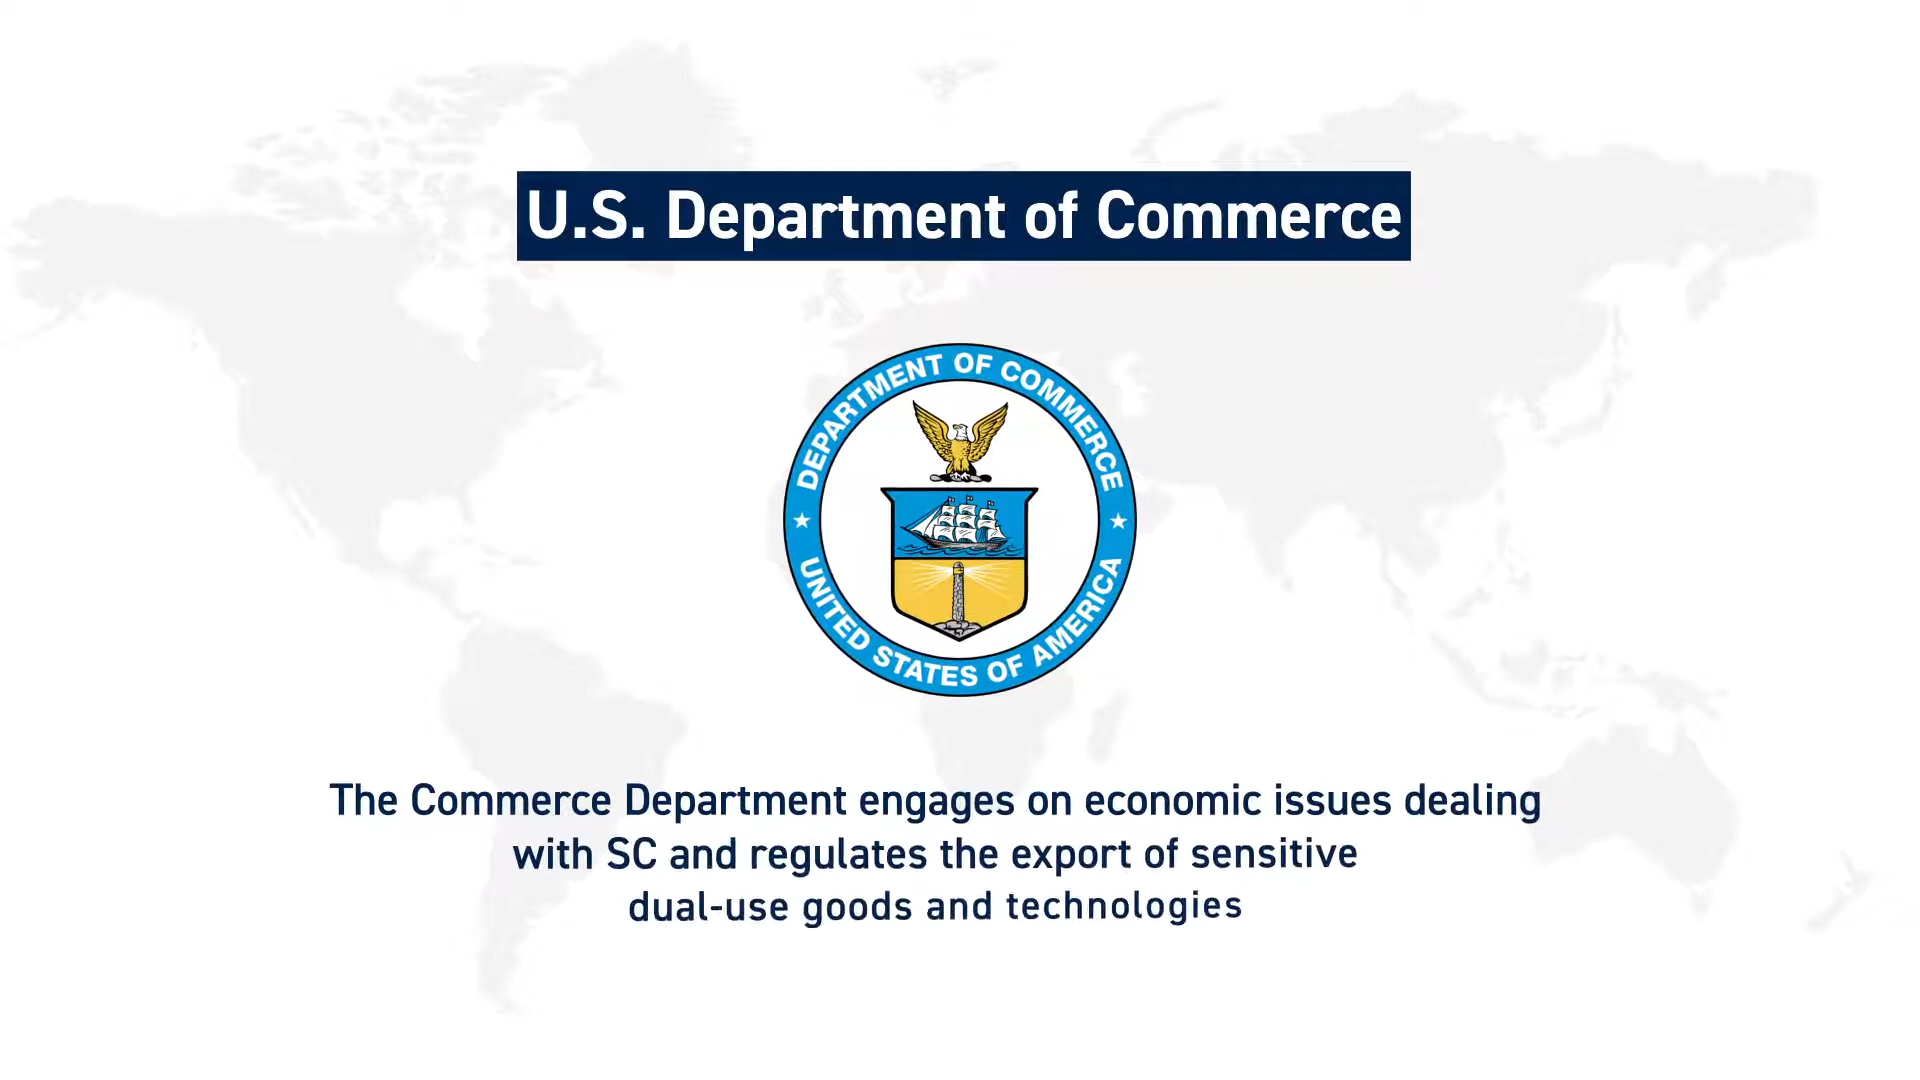 U.S. Department of Commerce
DEPARTMENT OF COMMERCE
UNITED STATES OF AMERICA
The Commerce Department engages on economic issues dealing
with SC and regulates the export of sensitive
dual-use goods and technologies